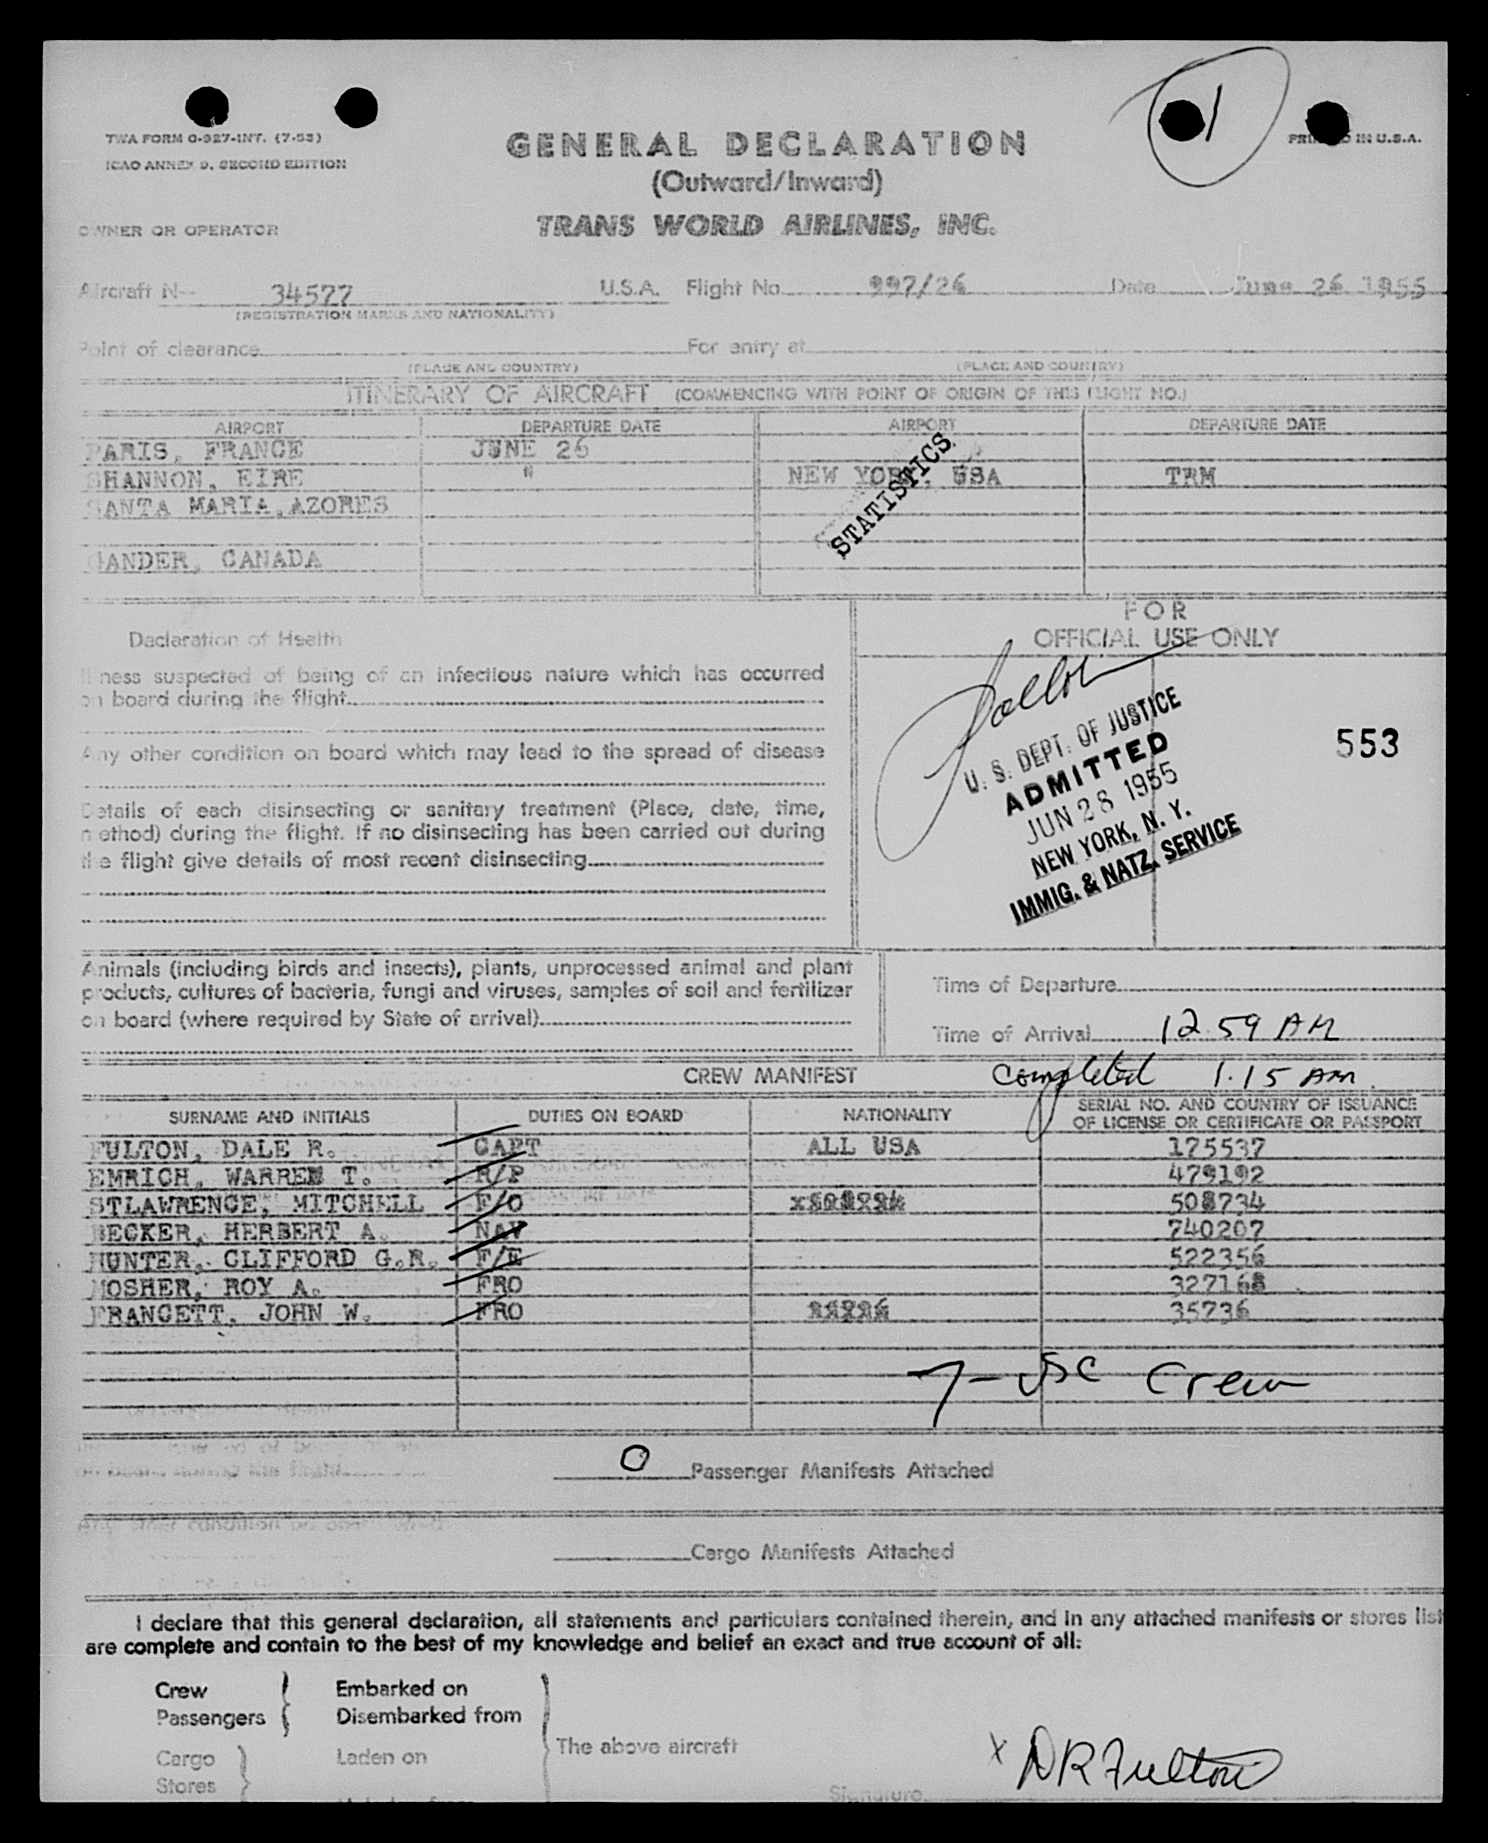 1
TWA FORM O-927-INT. (7-53)
ICAO ANNEX 9, SECOND EDITION
PRINTED IN U.S.A.
GENERAL DECLARATION
(Outward/Inward)
TRANS WORLD AIRLINES, INC.
OWNER OR OPERATOR
Aircraft N-- 34577 U.S.A. Flight No. 997/26 Date June 26 1955
(REGISTRATION MARKS AND NATIONALITY)
Point of clearance For entry at
(PLACE AND COUNTRY) (PLACE AND COUNTRY)
ITINERARY OF AIRCRAFT (COMMENCING WITH POINT OF ORIGIN OF THIS FLIGHT NO.)
AIRPORT DEPARTURE DATE AIRPORT DEPARTURE DATE
PARIS, FRANCE JUNE 26
SHANNON, EIRE " NEW YORK, USA TRM
SANTA MARIA, AZORES
GANDER, CANADA
STATISTICS
FOR
OFFICIAL USE ONLY
Declaration of Health
Illness suspected of being of an infectious nature which has occurred
on board during the flight
Any other condition on board which may lead to the spread of disease
Details of each disinsecting or sanitary treatment (Place, date, time,
method) during the flight. If no disinsecting has been carried out during
the flight give details of most recent disinsecting
U. S. DEPT. OF JUSTICE
ADMITTED
JUN 28 1955
NEW YORK, N. Y.
IMMIG. & NATZ. SERVICE
553
Animals (including birds and insects), plants, unprocessed animal and plant
products, cultures of bacteria, fungi and viruses, samples of soil and fertilizer
on board (where required by State of arrival)
Time of Departure
Time of Arrival 12 59 AM
CREW MANIFEST Completed 1.15 AM
SURNAME AND INITIALS DUTIES ON BOARD NATIONALITY SERIAL NO. AND COUNTRY OF ISSUANCE
OF LICENSE OR CERTIFICATE OR PASSPORT
FULTON, DALE R. CAPT ALL USA 175537
EMRICH, WARREN T. R/P 479192
STLAWRENCE, MITCHELL F/O 508734
BECKER, HERBERT A. NAV 740207
HUNTER, CLIFFORD G.R. F/E 522356
MOSHER, ROY A. FRO 327168
FRANCETT, JOHN W. FRO 35736
7 - USC Crew
0 Passenger Manifests Attached
Cargo Manifests Attached
I declare that this general declaration, all statements and particulars contained therein, and in any attached manifests or stores list
are complete and contain to the best of my knowledge and belief an exact and true account of all:
Crew Embarked on
Passengers Disembarked from
The above aircraft
Cargo Laden on
Stores
Signature
x DR Fulton